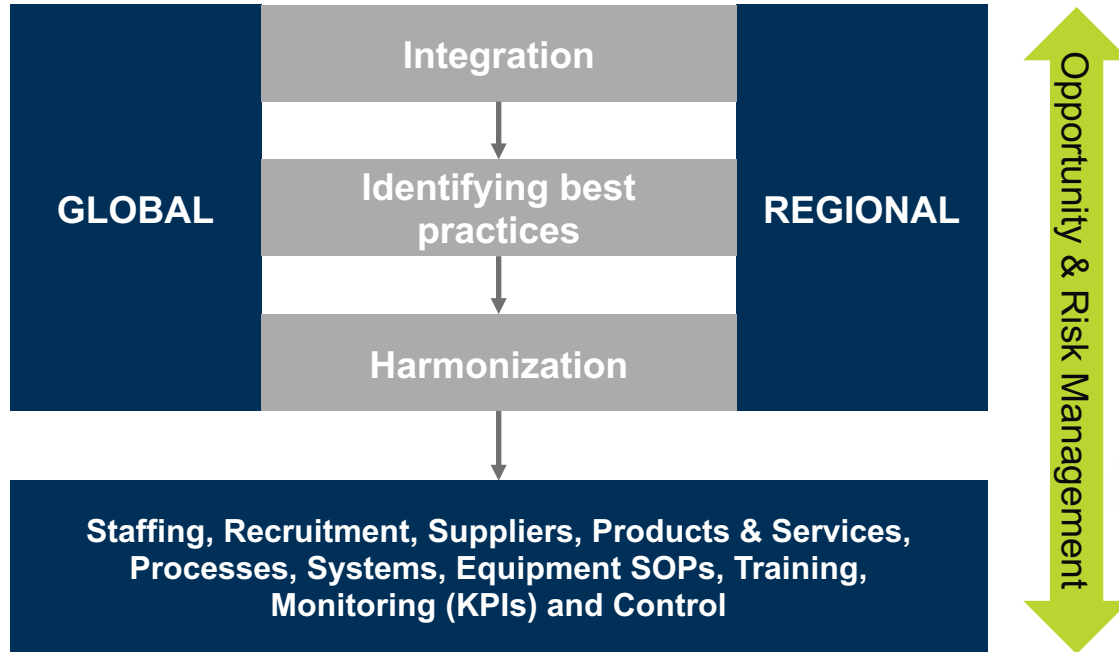 Integration
GLOBAL
Identifying best
practices
REGIONAL
Harmonization
Staffing, Recruitment, Suppliers, Products & Services,
Processes, Systems, Equipment SOPs, Training,
Monitoring (KPIs) and Control
Opportunity & Risk Management